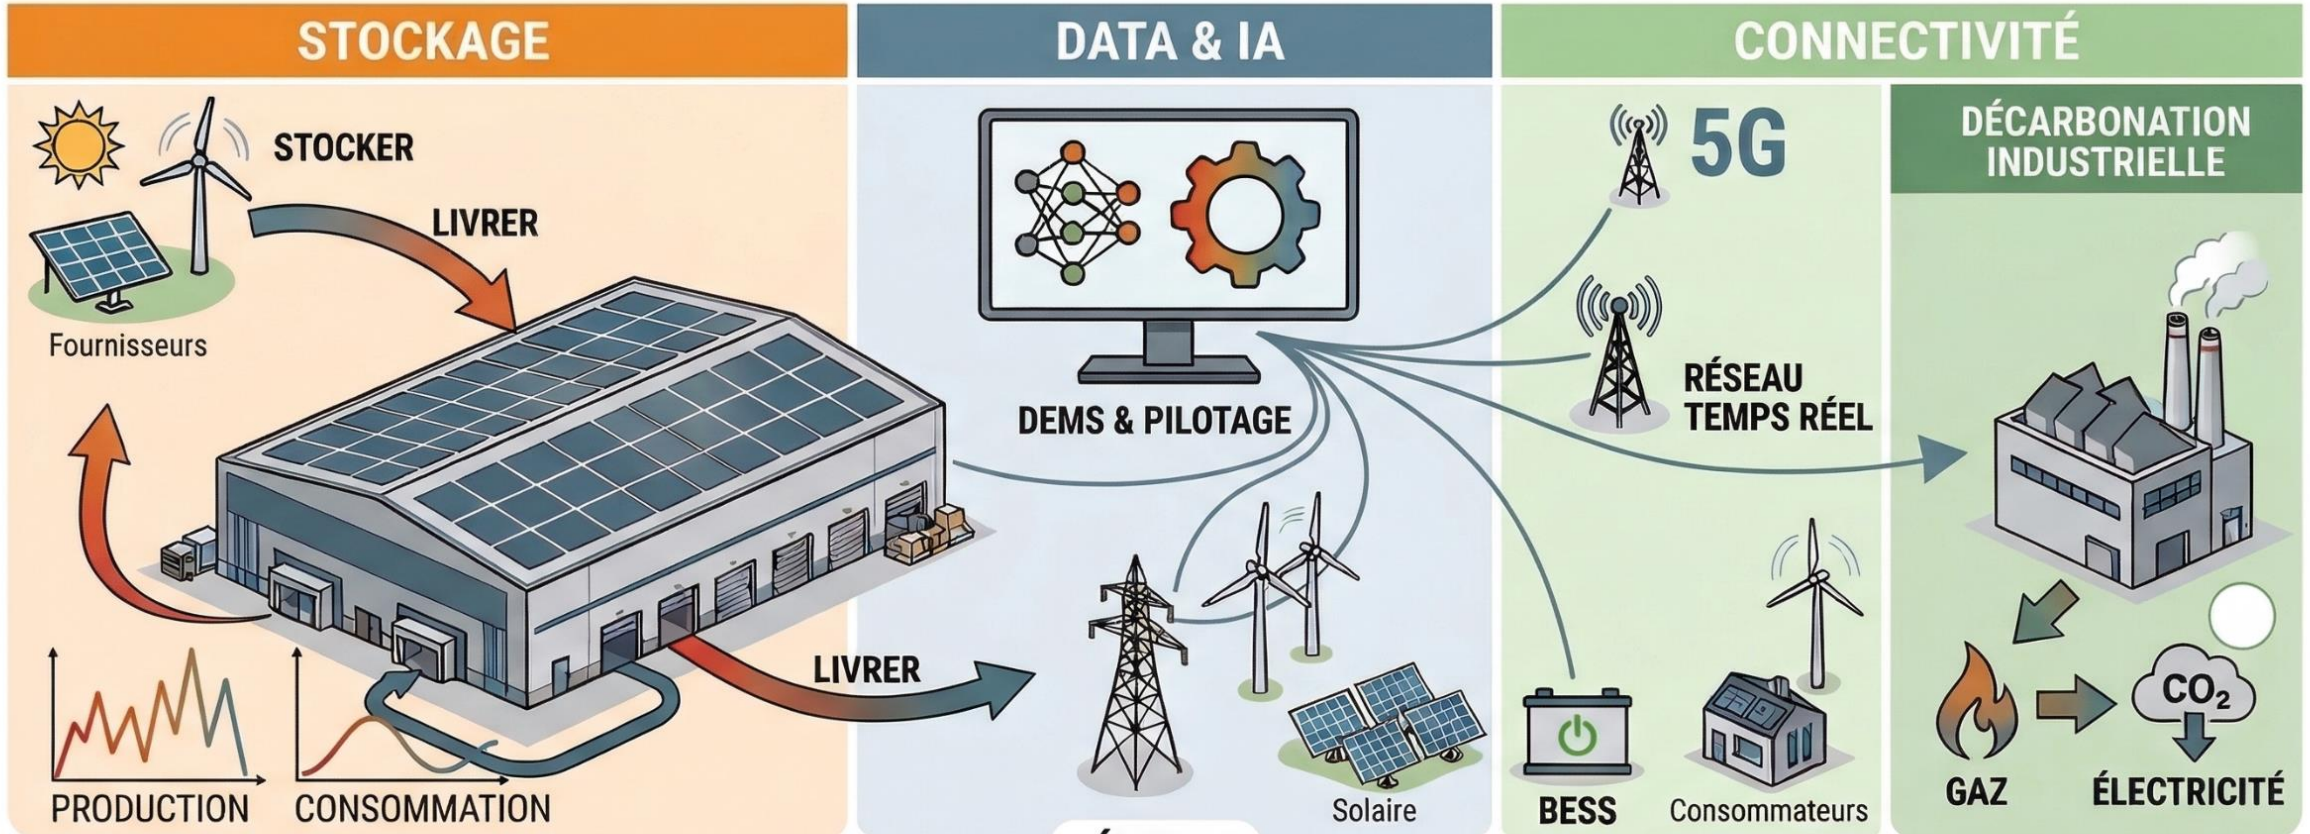 STOCKAGE
STOCKER
LIVRER
Fournisseurs
LIVRER
PRODUCTION
CONSOMMATION
DATA & IA
DEMS & PILOTAGE
Solaire
CONNECTIVITÉ
5G
RÉSEAU
TEMPS RÉEL
BESS
Consommateurs
DÉCARBONATION
INDUSTRIELLE
GAZ
CO₂
ÉLECTRICITÉ